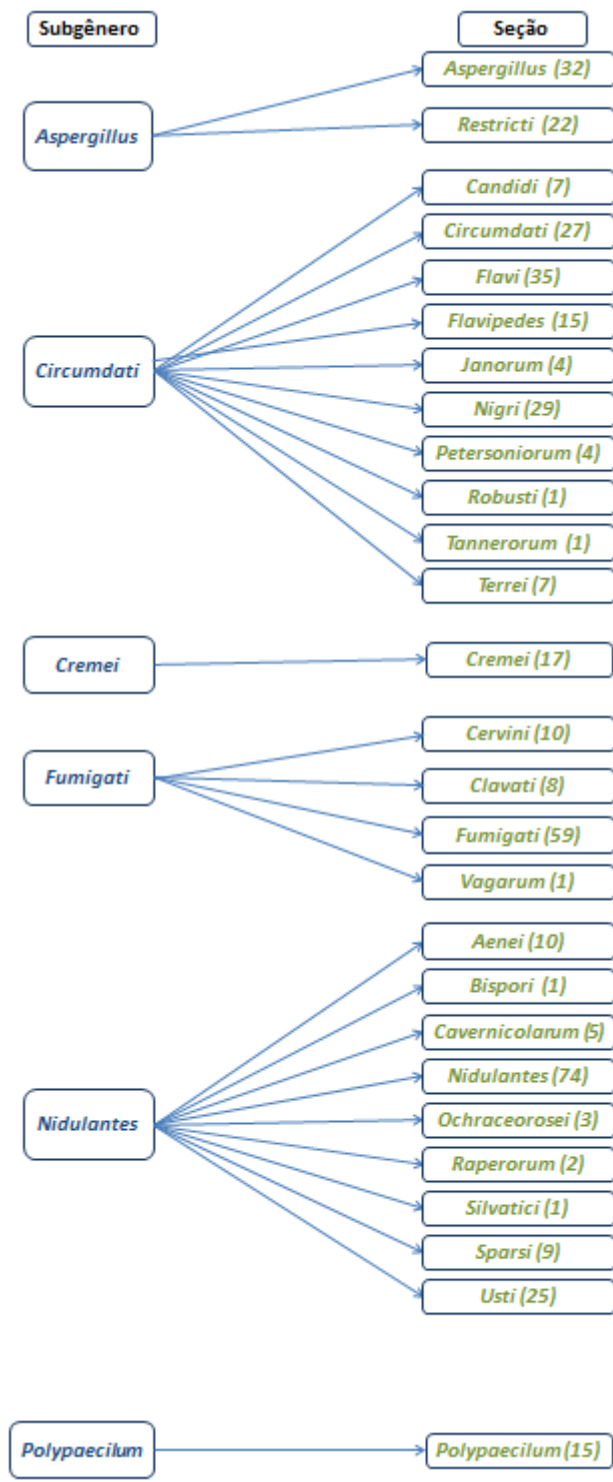 Subgênero
Seção
Aspergillus
Aspergillus (32)
Restricti (22)
Circumdati
Candidi (7)
Circumdati (27)
Flavi (35)
Flavipedes (15)
Janorum (4)
Nigri (29)
Petersoniorum (4)
Robusti (1)
Tannerorum (1)
Terrei (7)
Cremei
Cremei (17)
Fumigati
Cervini (10)
Clavati (8)
Fumigati (59)
Vagarum (1)
Nidulantes
Aenei (10)
Bispori (1)
Cavernicolarum (5)
Nidulantes (74)
Ochraceorosei (3)
Raperorum (2)
Silvatici (1)
Sparsi (9)
Usti (25)
Polypaecilum
Polypaecilum (15)